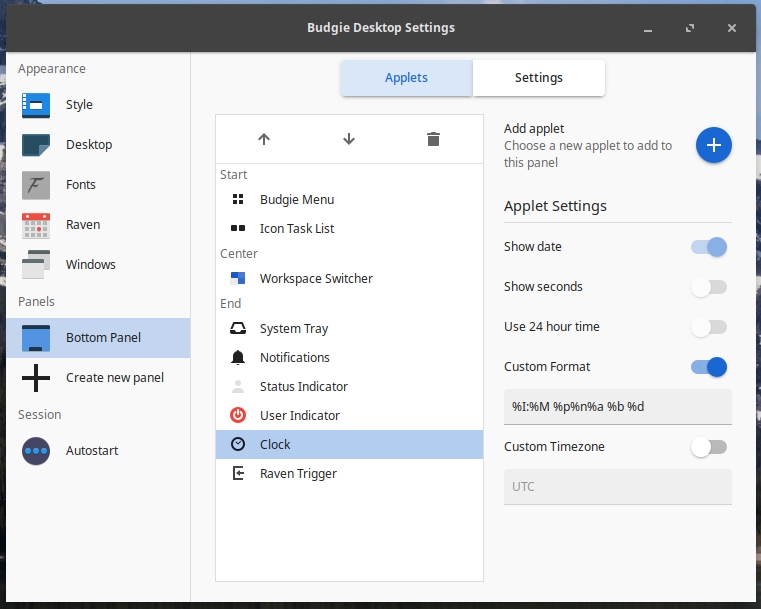 Budgie Desktop Settings
Appearance
Style
Desktop
Fonts
Raven
Windows
Panels
Bottom Panel
Create new panel
Session
Autostart
Applets
Settings
Start
Budgie Menu
Icon Task List
Center
Workspace Switcher
End
System Tray
Notifications
Status Indicator
User Indicator
Clock
Raven Trigger
Add applet
Choose a new applet to add to
this panel
Applet Settings
Show date
Show seconds
Use 24 hour time
Custom Format
%I:%M %p%n%a %b %d
Custom Timezone
UTC